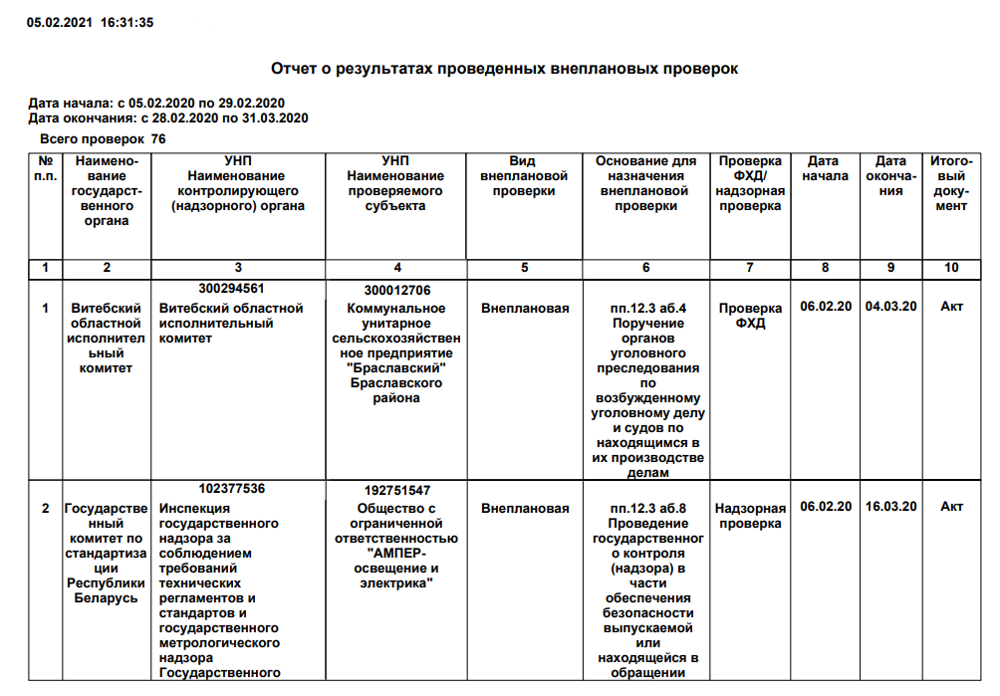 05.02.2021 16:31:35
Отчет о результатах проведенных внеплановых проверок
Дата начала: с 05.02.2020 по 29.02.2020
Дата окончания: с 28.02.2020 по 31.03.2020
Всего проверок 76
№
п.п.
Наимено-
вание
государст-
венного
органа
УНП
Наименование
контролирующего
(надзорного) органа
УНП
Наименование
проверяемого
субъекта
Вид
внеплановой
проверки
Основание для
назначения
внеплановой
проверки
Проверка
ФХД/
надзорная
проверка
Дата
начала
Дата
оконча-
ния
Итого-
вый
доку-
мент
1 2 3 4 5 6 7 8 9 10
1
Витебский
областной
исполнител
ьный
комитет
300294561
Витебский областной
исполнительный
комитет
300012706
Коммунальное
унитарное
сельскохозяйствен
ное предприятие
"Браславский"
Браславского
района
Внеплановая
пп.12.3 аб.4
Поручение
органов
уголовного
преследования
по
возбужденному
уголовному делу
и судов по
находящимся в
их производстве
делам
Проверка
ФХД
06.02.20
04.03.20
Акт
2
Государстве
нный
комитет по
стандартиза
ции
Республики
Беларусь
102377536
Инспекция
государственного
надзора за
соблюдением
требований
технических
регламентов и
стандартов и
государственного
метрологического
надзора
Государственного
192751547
Общество с
ограниченной
ответственностью
"АМПЕР-
освещение и
электрика"
Внеплановая
пп.12.3 аб.8
Проведение
государственног
о контроля
(надзора) в
части
обеспечения
безопасности
выпускаемой
или
находящейся в
обращении
Надзорная
проверка
06.02.20
16.03.20
Акт